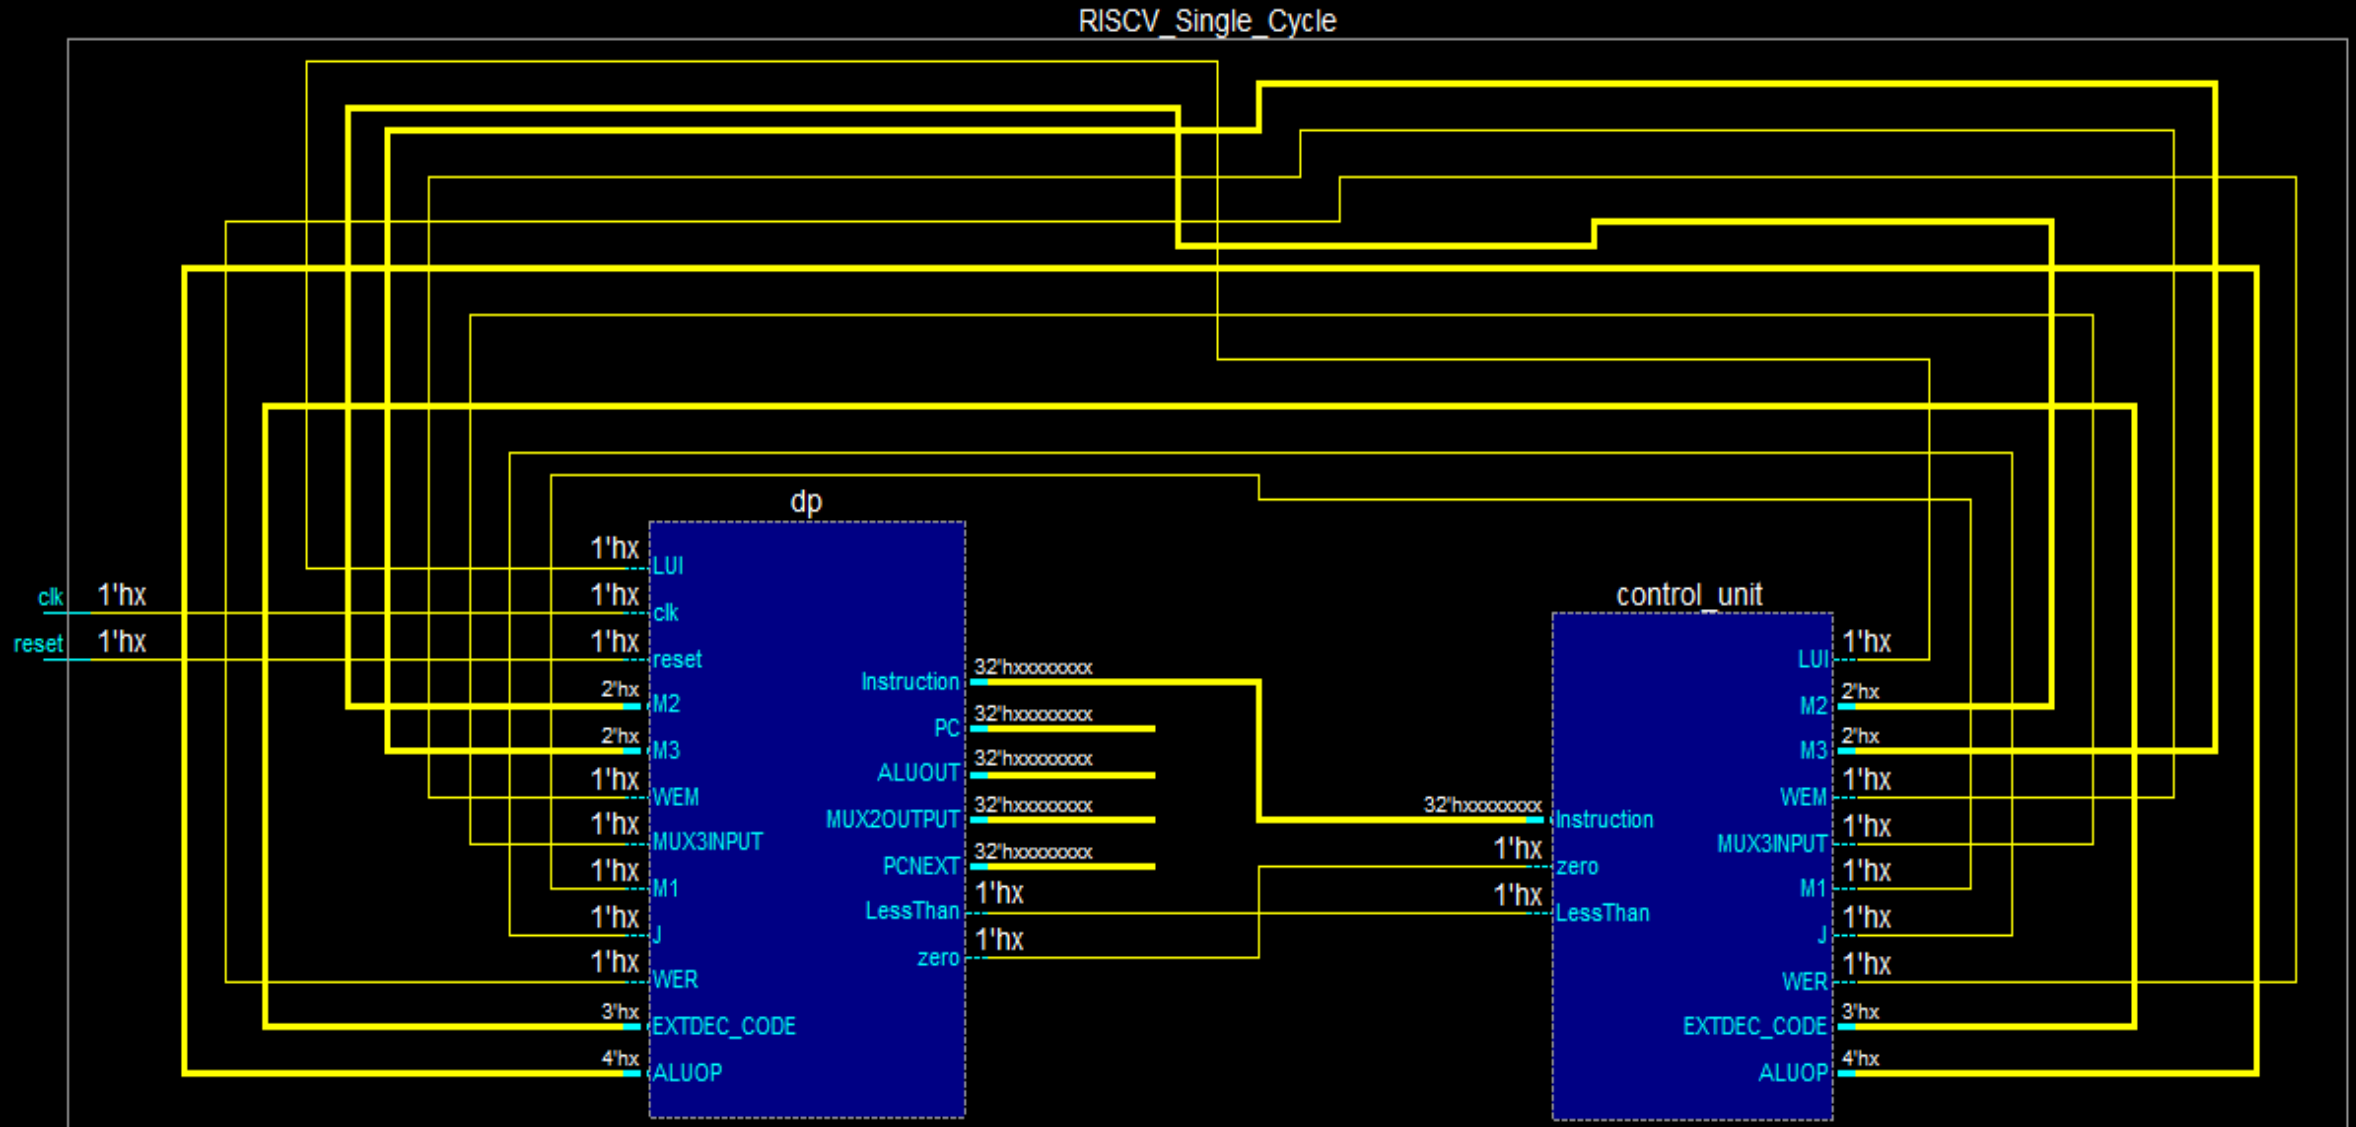 RISCV_Single_Cycle
clk 1'hx
reset 1'hx
dp
1'hx LUI
1'hx clk
1'hx reset
2'hx M2
2'hx M3
1'hx WEM
1'hx MUX3INPUT
1'hx M1
1'hx J
1'hx WER
3'hx EXTDEC_CODE
4'hx ALUOP
Instruction 32'hxxxxxxxx
PC 32'hxxxxxxxx
ALUOUT 32'hxxxxxxxx
MUX2OUTPUT 32'hxxxxxxxx
PCNEXT 32'hxxxxxxxx
LessThan 1'hx
zero 1'hx
control_unit
32'hxxxxxxxx Instruction
1'hx zero
1'hx LessThan
LUI 1'hx
M2 2'hx
M3 2'hx
WEM 1'hx
MUX3INPUT 1'hx
M1 1'hx
J 1'hx
WER 1'hx
EXTDEC_CODE 3'hx
ALUOP 4'hx